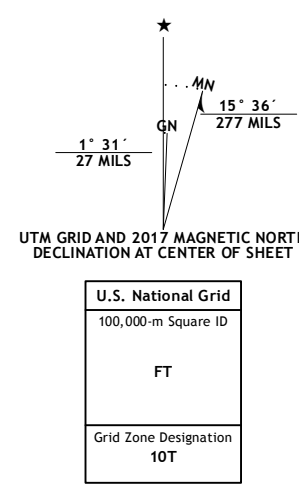 ★
MN
GN
15° 36´
277 MILS
1° 31´
27 MILS
UTM GRID AND 2017 MAGNETIC NORTH
DECLINATION AT CENTER OF SHEET
U.S. National Grid
100,000-m Square ID
FT
Grid Zone Designation
10T